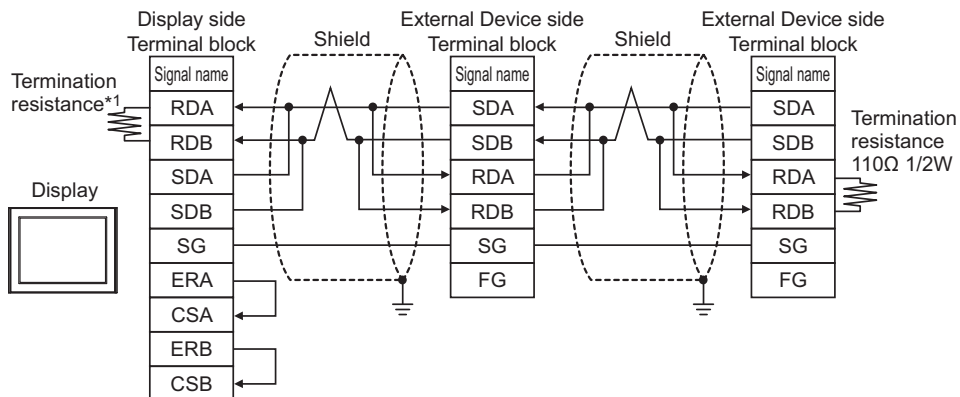 Display side
Terminal block
Shield
External Device side
Terminal block
Shield
External Device side
Terminal block
Termination
resistance*1
Display
Signal name
RDA
RDB
SDA
SDB
SG
ERA
CSA
ERB
CSB
Signal name
SDA
SDB
RDA
RDB
SG
FG
Signal name
SDA
SDB
RDA
RDB
SG
FG
Termination
resistance
110Ω 1/2W